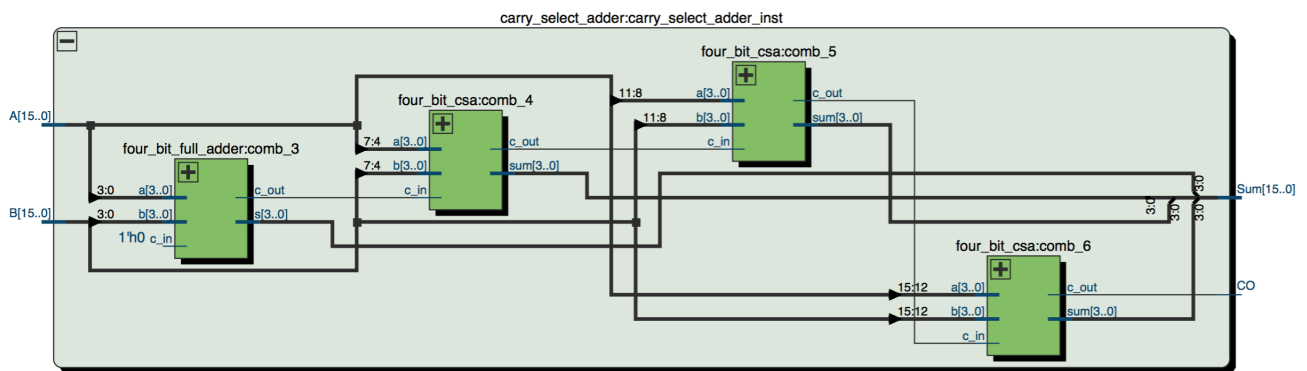 carry_select_adder:carry_select_adder_inst
four_bit_csa:comb_5
11:8 a[3..0] c_out
11:8 b[3..0] sum[3..0]
c_in
four_bit_csa:comb_4
7:4 a[3..0] c_out
7:4 b[3..0] sum[3..0]
c_in
A[15..0]
four_bit_full_adder:comb_3
3:0 a[3..0] c_out
B[15..0] 3:0 b[3..0] s[3..0]
1'h0 c_in
3:0 3:0 3:0 3:0
Sum[15..0]
four_bit_csa:comb_6
15:12 a[3..0] c_out
15:12 b[3..0] sum[3..0]
c_in
CO